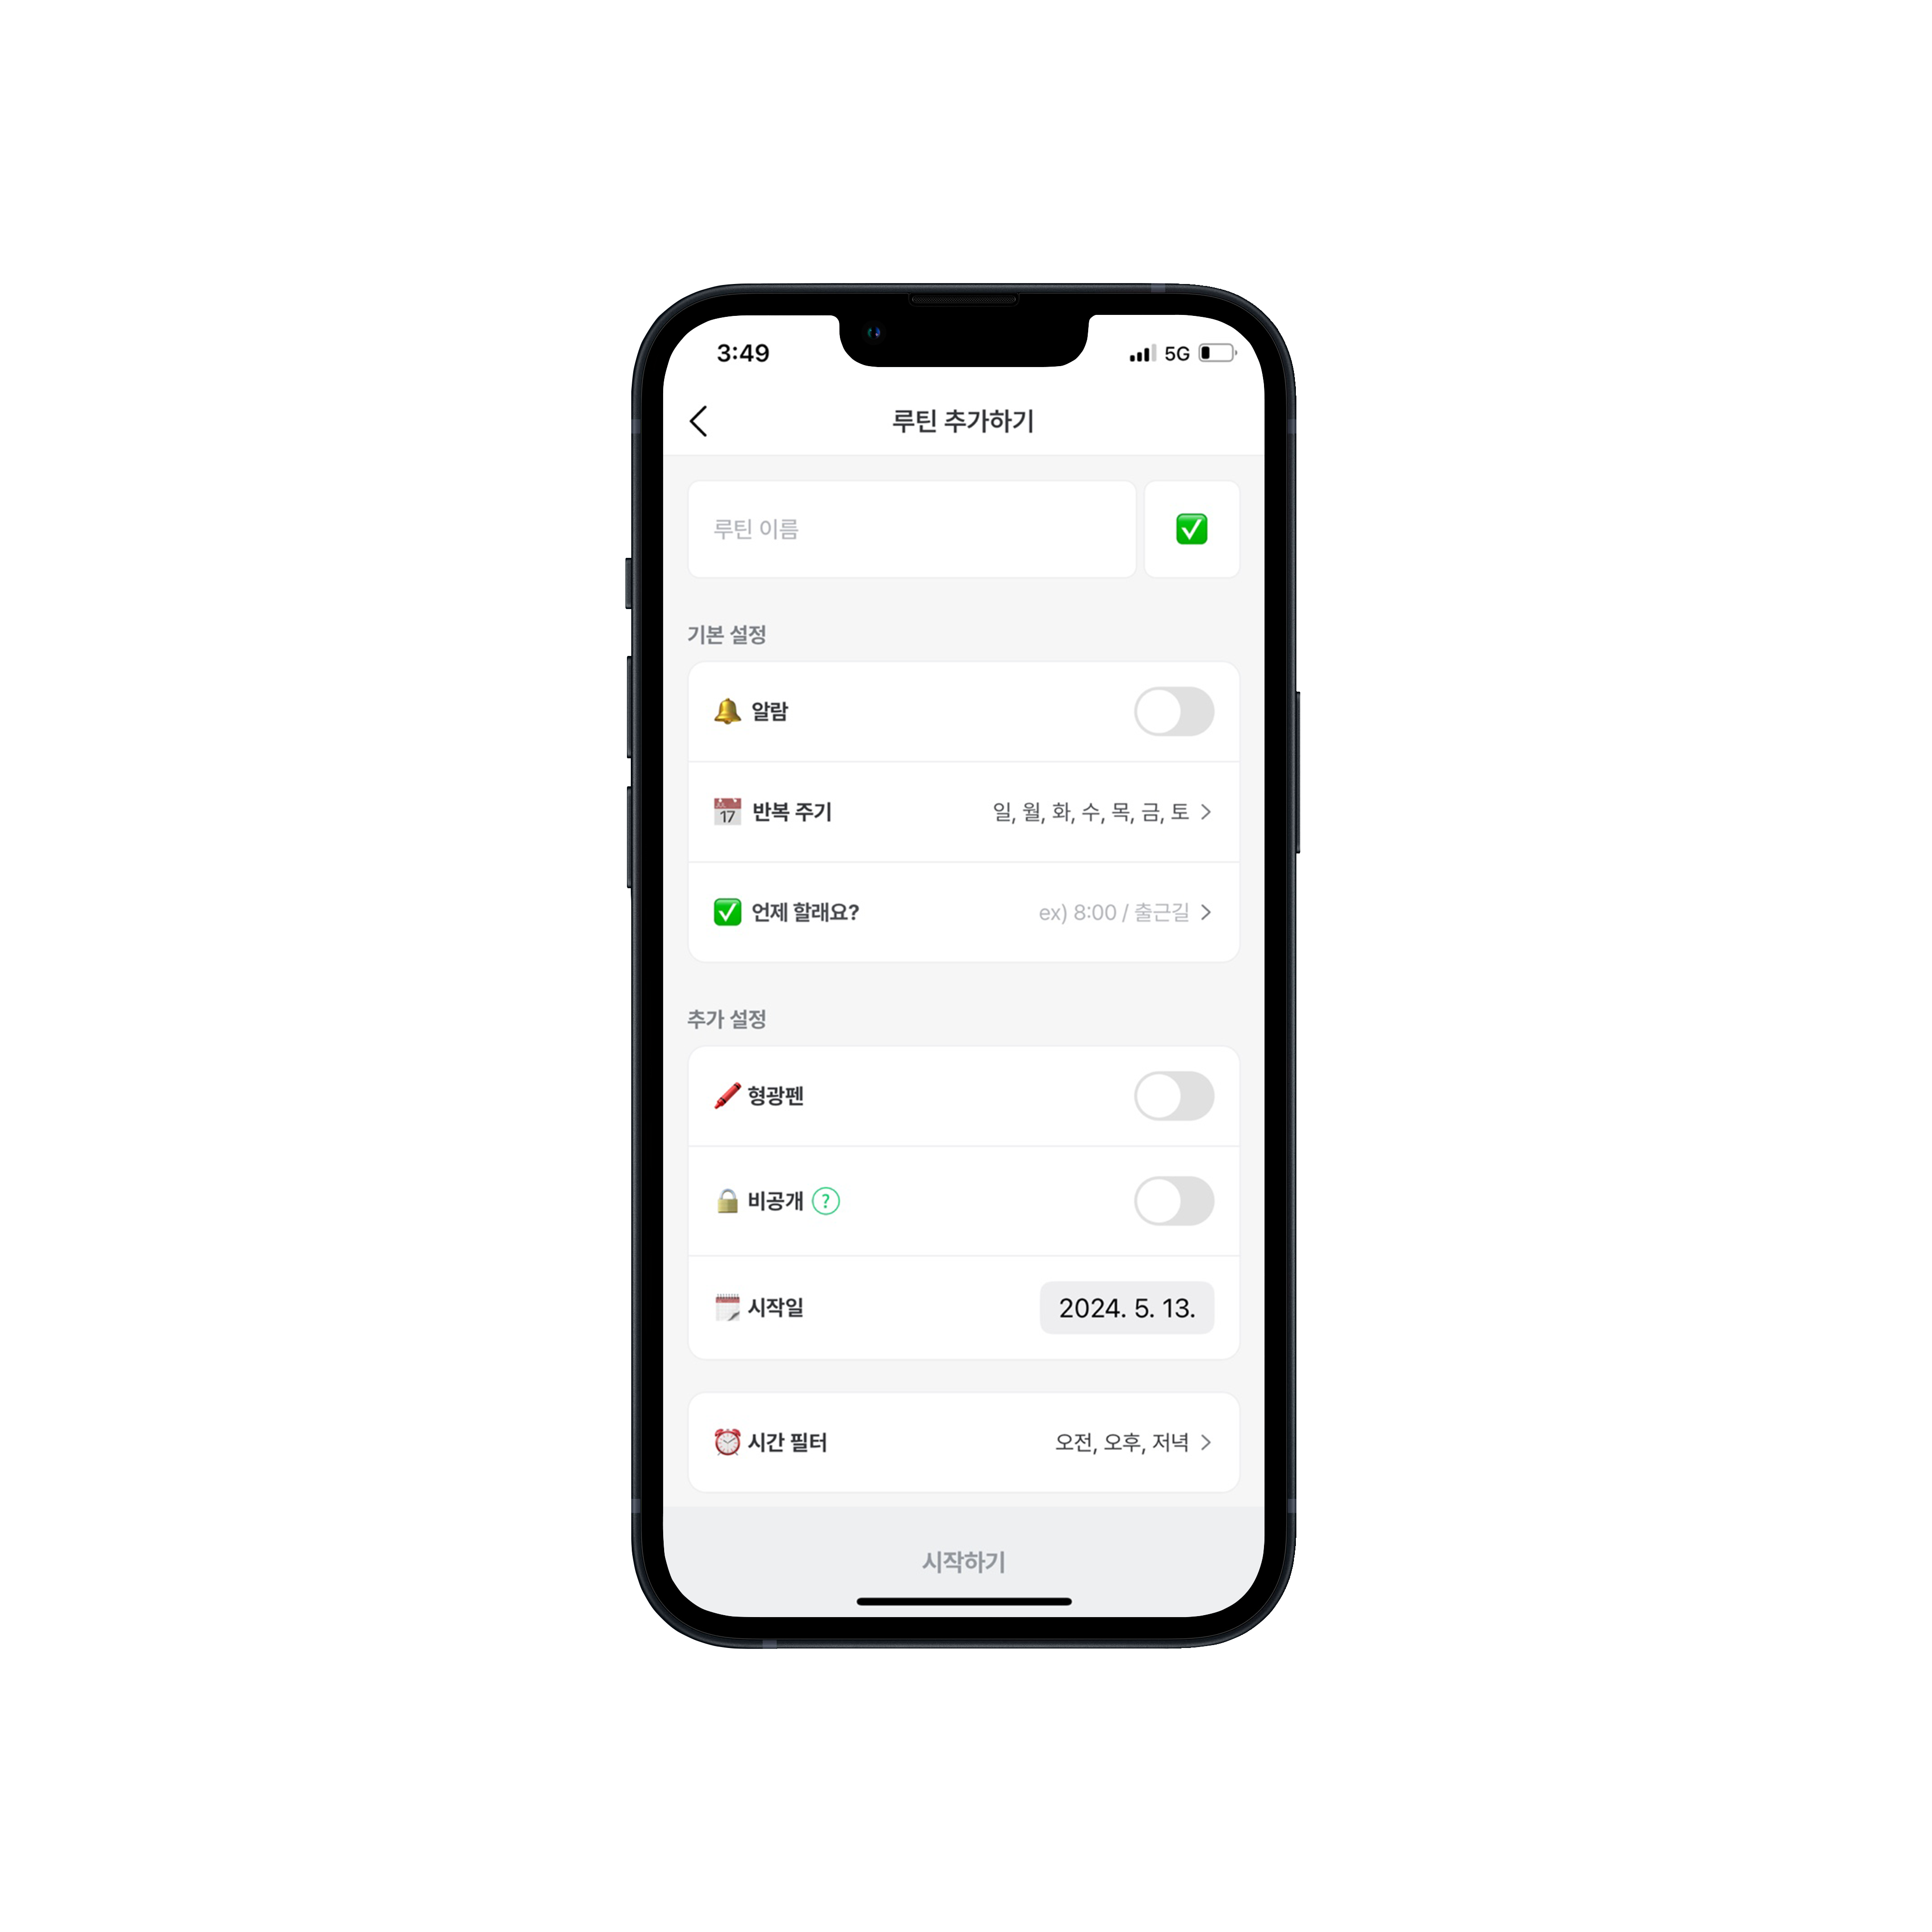 3:49 5G
루틴 추가하기
루틴 이름
기본 설정
알람
17 반복 주기 일, 월, 화, 수, 목, 금, 토
언제 할래요? ex) 8:00 / 출근길
추가 설정
형광펜
비공개 ?
시작일 2024. 5. 13.
시간 필터 오전, 오후, 저녁
시작하기